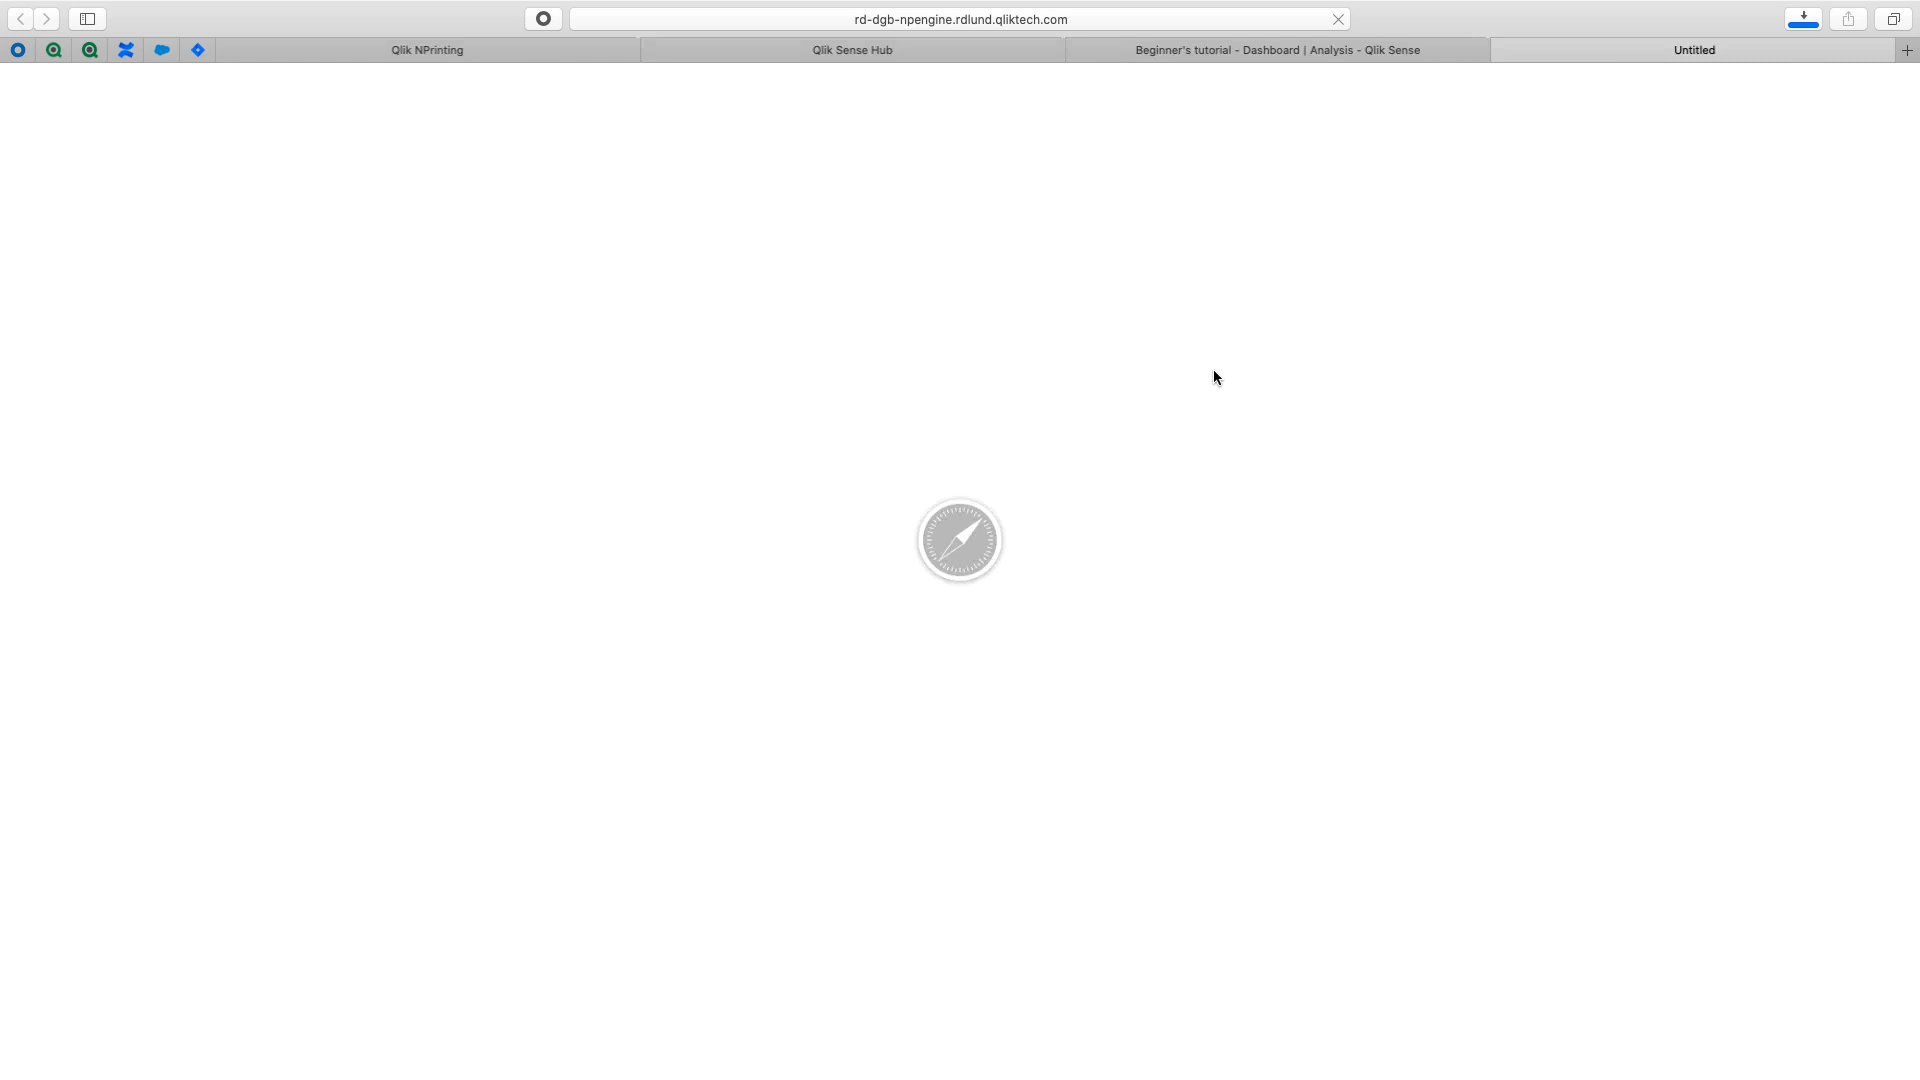 rd-dgb-npengine.rdlund.qliktech.com
Qlik NPrinting
Qlik Sense Hub
Beginner's tutorial - Dashboard | Analysis - Qlik Sense
Untitled